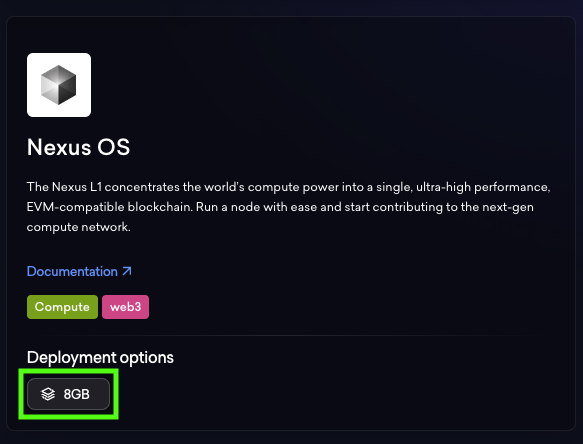 Nexus OS
The Nexus L1 concentrates the world's compute power into a single, ultra-high performance,
EVM-compatible blockchain. Run a node with ease and start contributing to the next-gen
compute network.
Documentation ↗
Compute web3
Deployment options
8GB